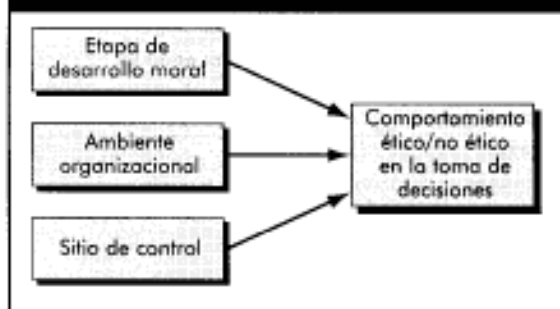 Etapa de
desarrollo moral
Ambiente
organizacional
Sitio de control
Comportamiento
ético/no ético
en la toma de
decisiones